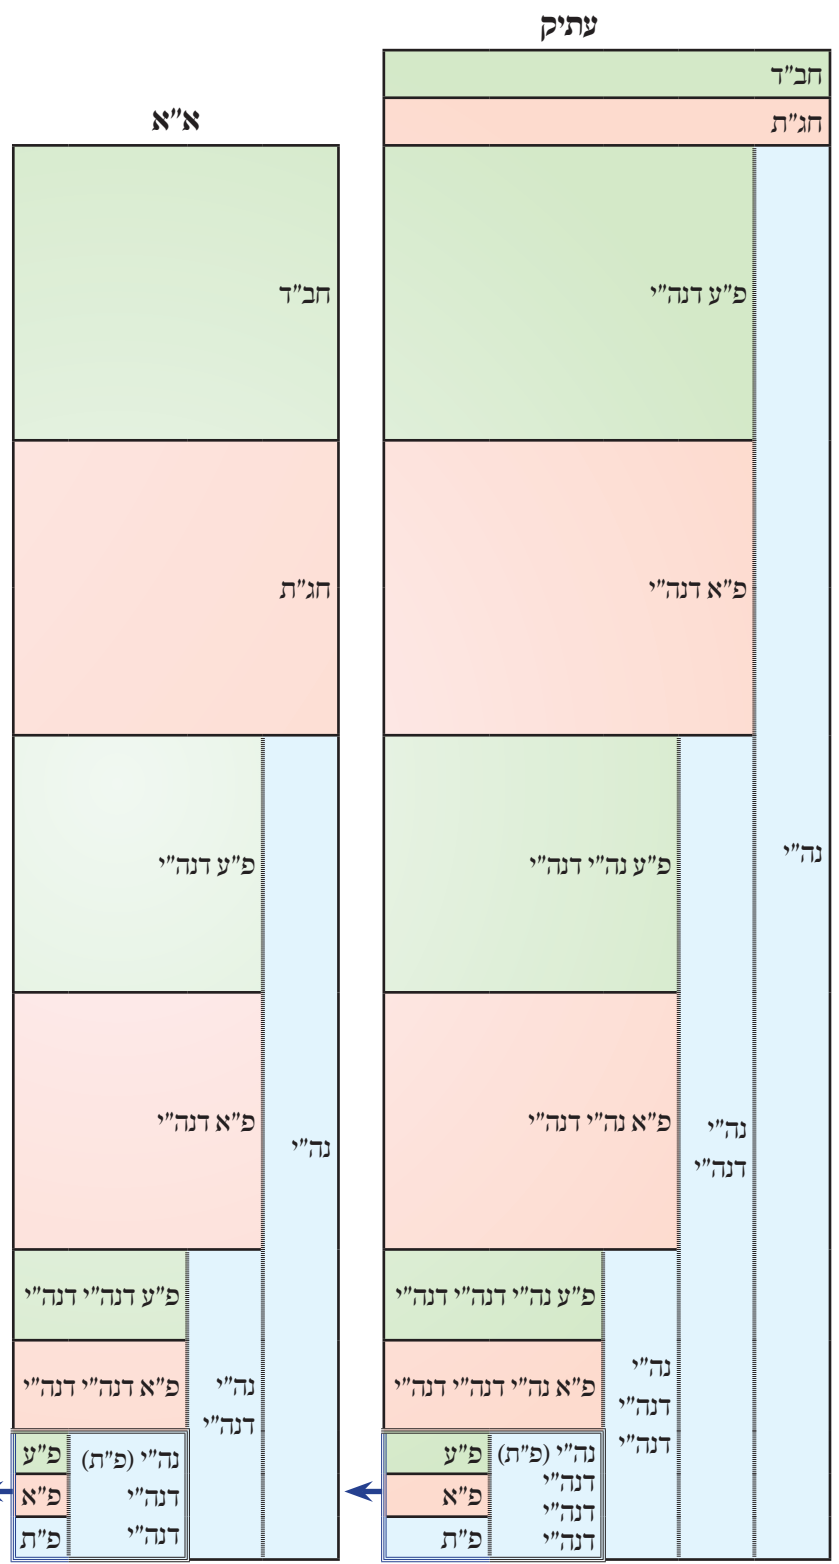 עתיק
חב"ד
חג"ת
נה"י
פ"ע דנה"י
פ"א דנה"י
נה"י
דנה"י
פ"ע נה"י דנה"י
פ"א נה"י דנה"י
נה"י
דנה"י
דנה"י
פ"ע נה"י דנה"י דנה"י
פ"א נה"י דנה"י דנה"י
נה"י (פ"ת)
דנה"י
דנה"י
דנה"י
פ"ע
פ"א
פ"ת
א"א
חב"ד
חג"ת
נה"י
פ"ע דנה"י
פ"א דנה"י
נה"י
דנה"י
פ"ע דנה"י דנה"י
פ"א דנה"י דנה"י
נה"י (פ"ת)
דנה"י
דנה"י
פ"ע
פ"א
פ"ת